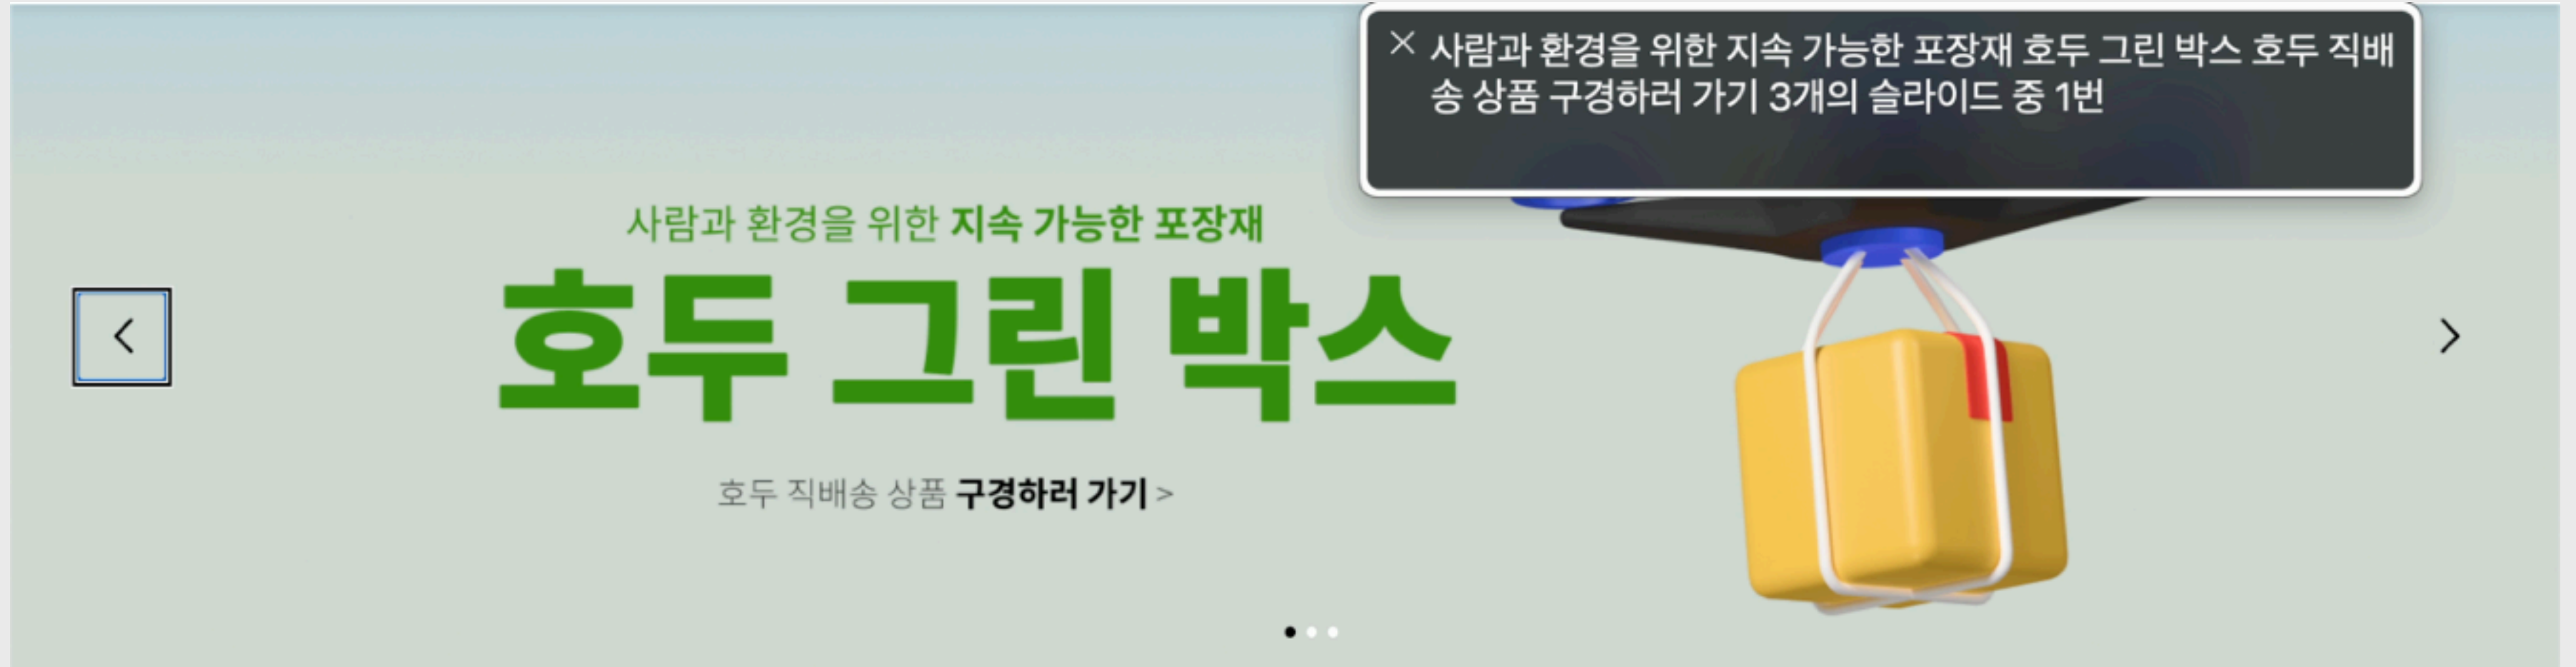 사람과 환경을 위한 지속 가능한 포장재 호두 그린 박스 호두 직배
송 상품 구경하러 가기 3개의 슬라이드 중 1번
사람과 환경을 위한 지속 가능한 포장재
호두 그린 박스
호두 직배송 상품 구경하러 가기 >